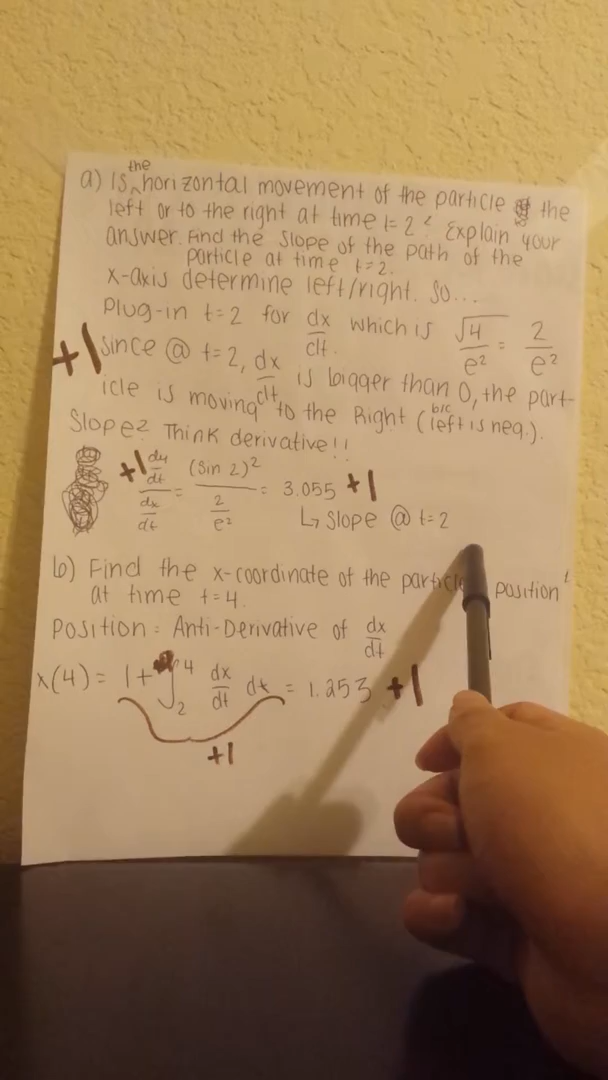 the
a) Is horizontal movement of the particle the
left or to the right at time t=2? Explain your
answer. Find the slope of the path of the
particle at time t=2.
x-axis determine left/right. So...
Plug-in t=2 for dx/dt which is √4/e² = 2/e²
+1 since @ t=2, dx/dt is bigger than 0, the part-
icle is moving to the Right (b/c left is neg.).
Slope? Think derivative!!
+1 dy/dt / dx/dt = (sin 2)² / 2/e² = 3.055 +1
↳ slope @ t=2
b) Find the x-coordinate of the particle position
at time t=4.
Position = Anti-Derivative of dx/dt
x(4) = 1+ ∫₂⁴ dx/dt dt = 1.253 +1
+1